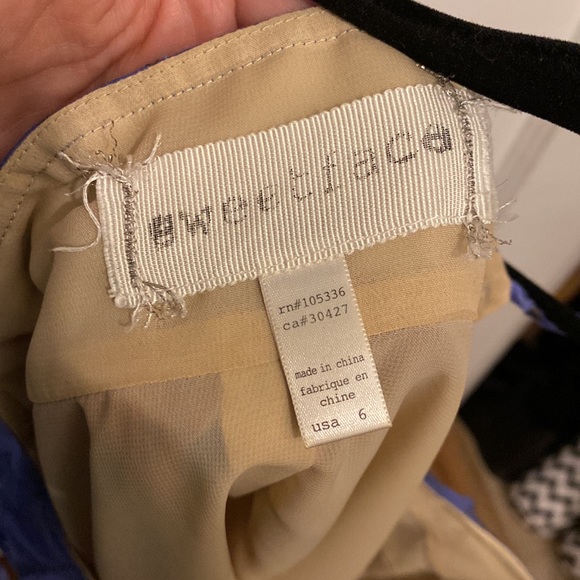 sweetface
rn#105336
ca#30427
made in china
fabrique en
chine
usa 6